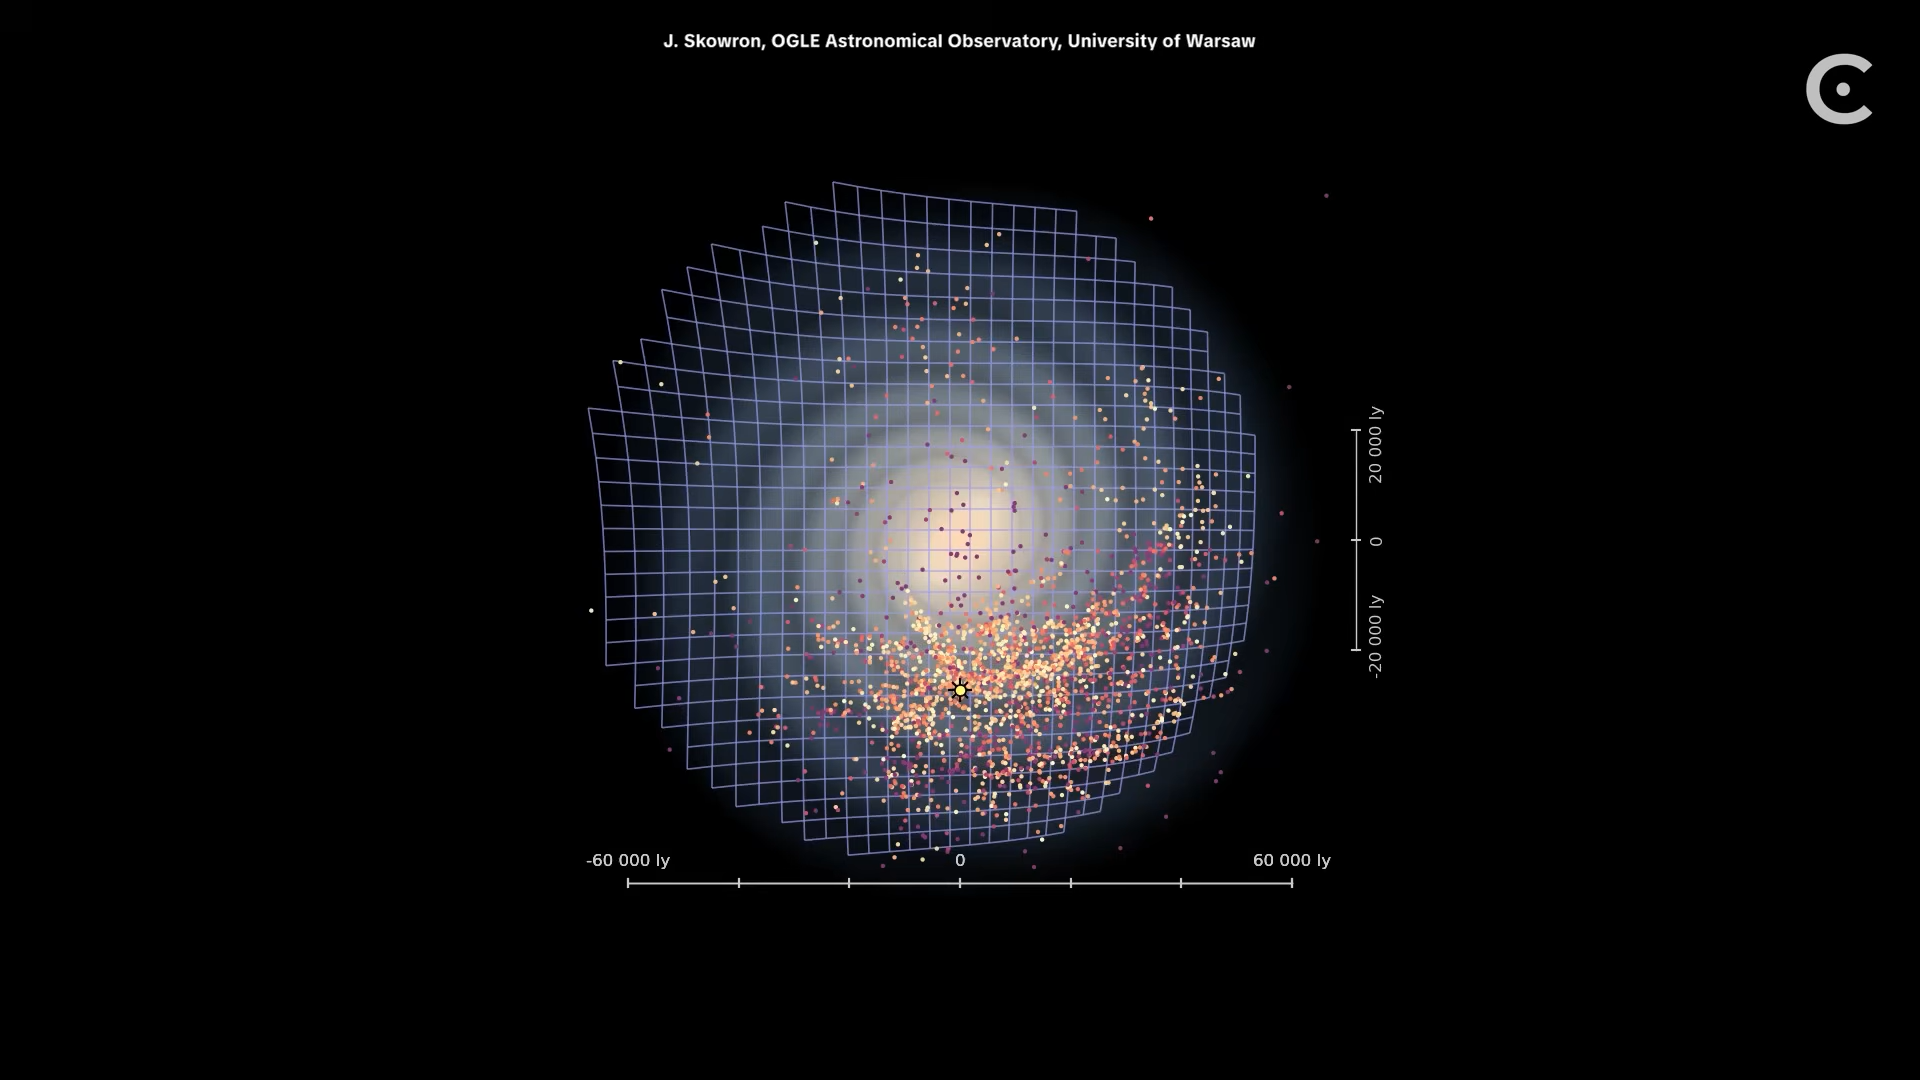 J. Skowron, OGLE Astronomical Observatory, University of Warsaw
20 000 ly
0
-20 000 ly
-60 000 ly
0
60 000 ly